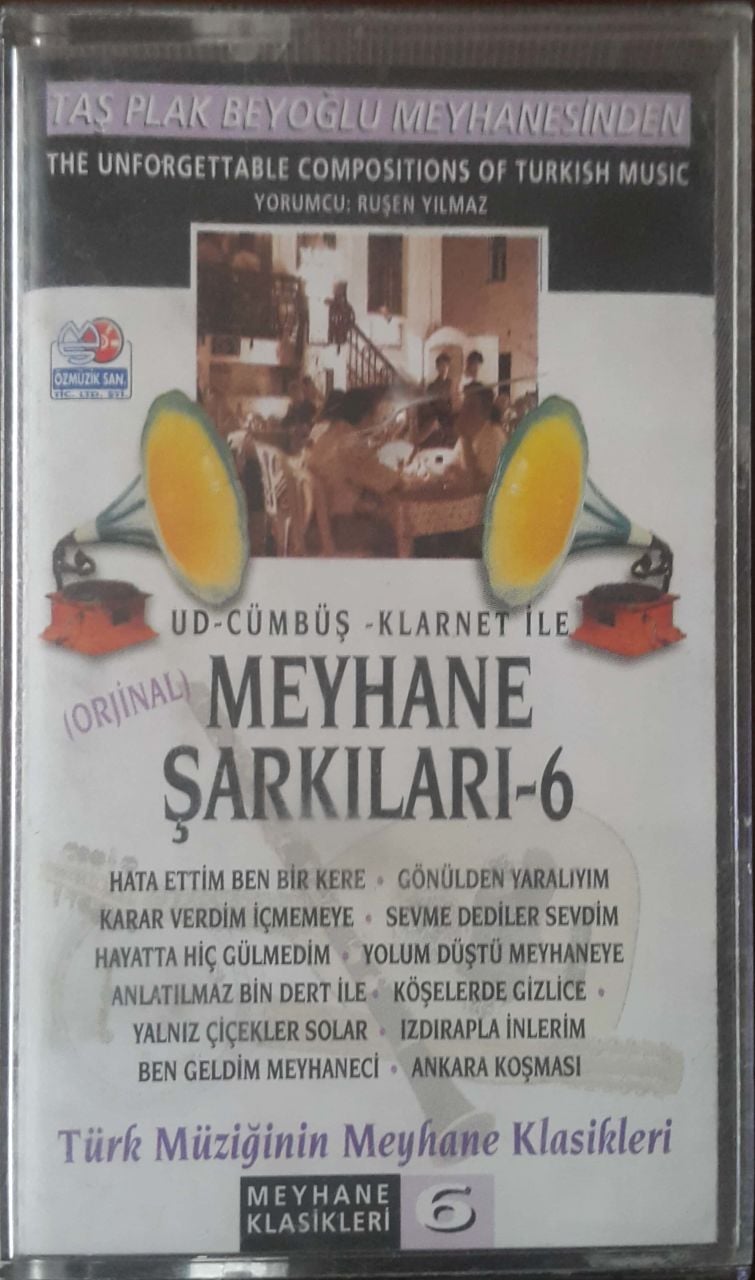 TAŞ PLAK BEYOĞLU MEYHANESİNDEN
THE UNFORGETTABLE COMPOSITIONS OF TURKISH MUSIC
YORUMCU: RUŞEN YILMAZ
ÖZMÜZİK SAN.
TİC. LTD. ŞTİ
UD-CÜMBÜŞ -KLARNET İLE
(ORJİNAL)
MEYHANE
ŞARKILARI-6
HATA ETTİM BEN BİR KERE • GÖNÜLDEN YARALIYIM
KARAR VERDİM İÇMEMEYE • SEVME DEDİLER SEVDİM
HAYATTA HİÇ GÜLMEDİM • YOLUM DÜŞTÜ MEYHANEYE
ANLATILMAZ BİN DERT İLE • KÖŞELERDE GİZLİCE •
YALNIZ ÇİÇEKLER SOLAR • IZDIRAPLA İNLERİM
BEN GELDİM MEYHANECİ • ANKARA KOŞMASI
Türk Müziğinin Meyhane Klasikleri
MEYHANE
KLASİKLERİ 6